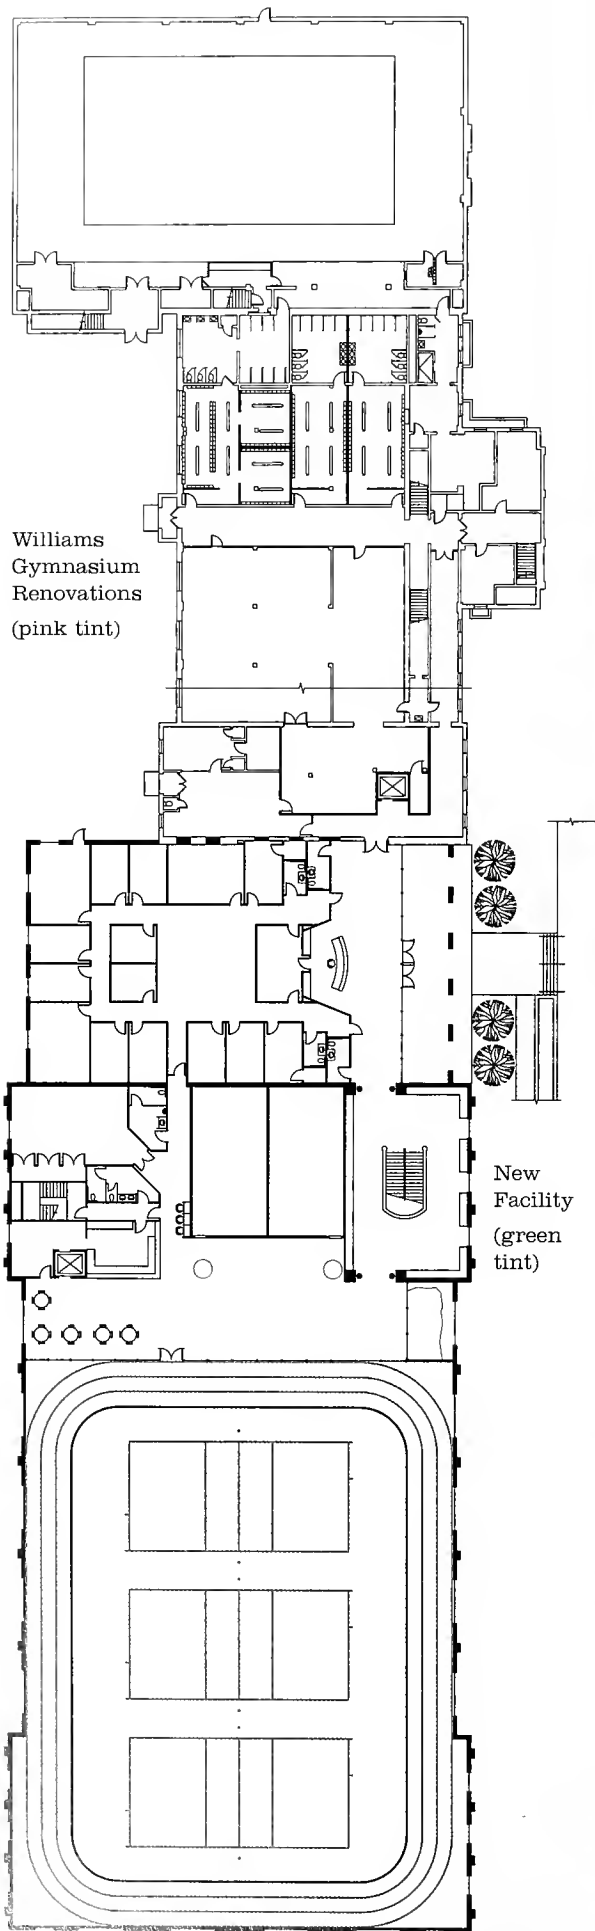 Williams
Gymnasium
Renovations
(pink tint)
New
Facility
(green
tint)